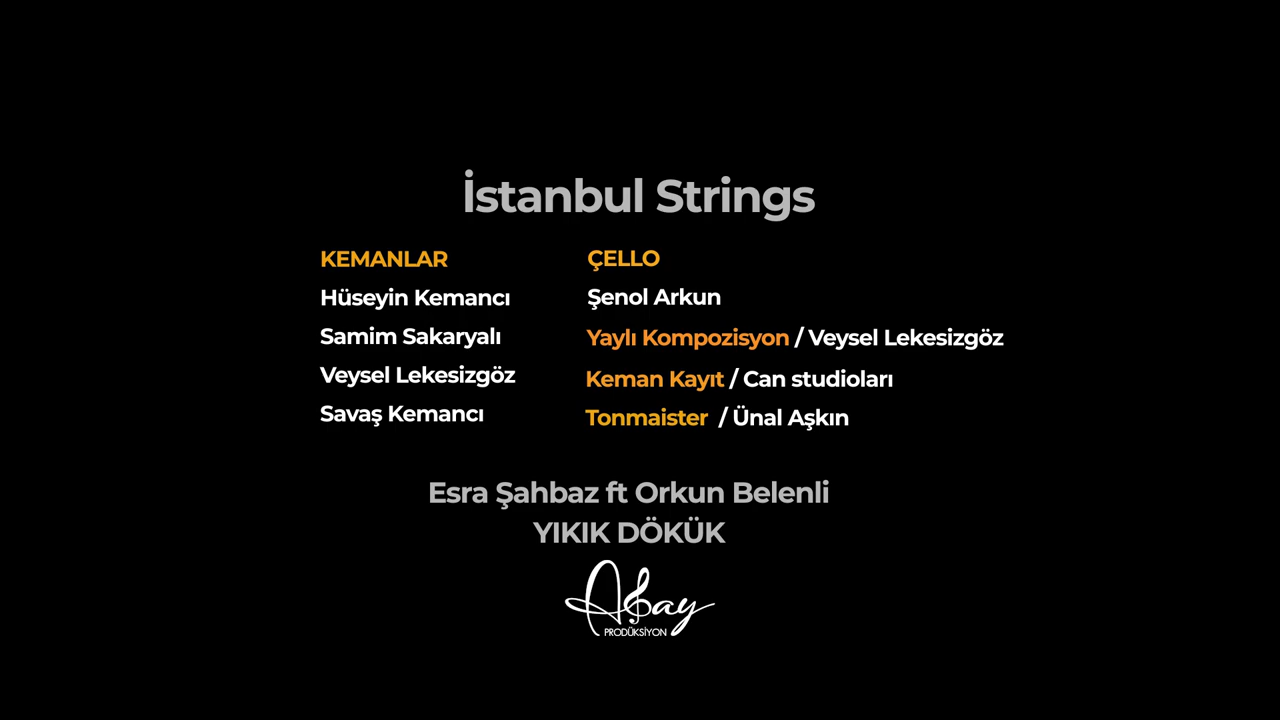 İstanbul Strings
KEMANLAR
Hüseyin Kemancı
Samim Sakaryalı
Veysel Lekesizgöz
Savaş Kemancı
ÇELLO
Şenol Arkun
Yaylı Kompozisyon / Veysel Lekesizgöz
Keman Kayıt / Can studioları
Tonmaister / Ünal Aşkın
Esra Şahbaz ft Orkun Belenli
YIKIK DÖKÜK
PRODÜKSİYON